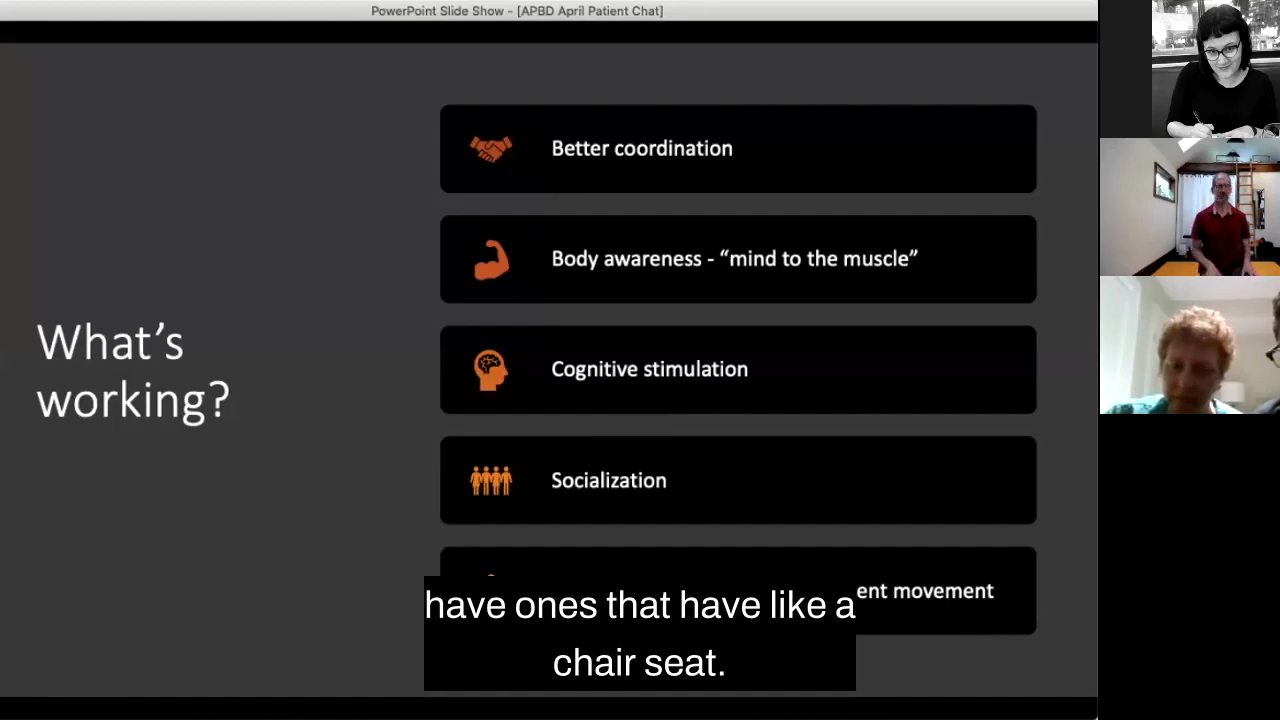 PowerPoint Slide Show - [APBD April Patient Chat]
What's
working?
Better coordination
Body awareness - “mind to the muscle”
Cognitive stimulation
Socialization
movement
have ones that have like a
chair seat.